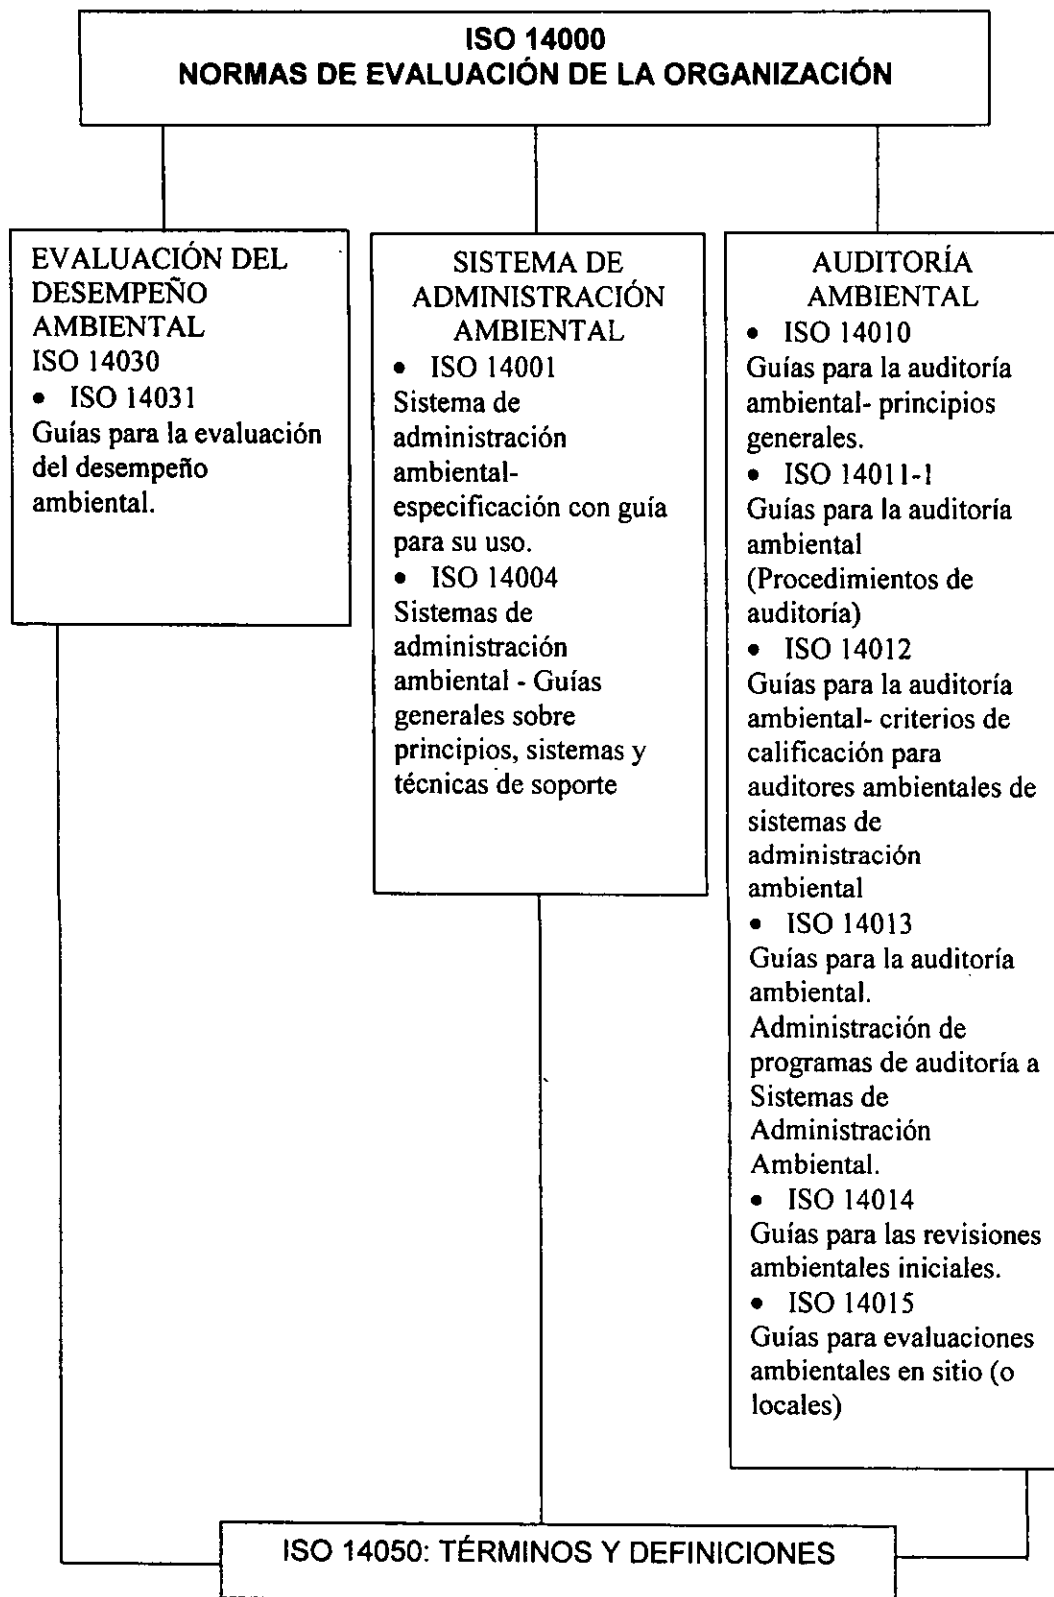 ISO 14000
NORMAS DE EVALUACIÓN DE LA ORGANIZACIÓN
EVALUACIÓN DEL
DESEMPEÑO
AMBIENTAL
ISO 14030
• ISO 14031
Guías para la evaluación
del desempeño
ambiental.
SISTEMA DE
ADMINISTRACIÓN
AMBIENTAL
• ISO 14001
Sistema de
administración
ambiental-
especificación con guía
para su uso.
• ISO 14004
Sistemas de
administración
ambiental - Guías
generales sobre
principios, sistemas y
técnicas de soporte
AUDITORÍA
AMBIENTAL
• ISO 14010
Guías para la auditoría
ambiental- principios
generales.
• ISO 14011-1
Guías para la auditoría
ambiental
(Procedimientos de
auditoría)
• ISO 14012
Guías para la auditoría
ambiental- criterios de
calificación para
auditores ambientales de
sistemas de
administración
ambiental
• ISO 14013
Guías para la auditoría
ambiental.
Administración de
programas de auditoría a
Sistemas de
Administración
Ambiental.
• ISO 14014
Guías para las revisiones
ambientales iniciales.
• ISO 14015
Guías para evaluaciones
ambientales en sitio (o
locales)
ISO 14050: TÉRMINOS Y DEFINICIONES